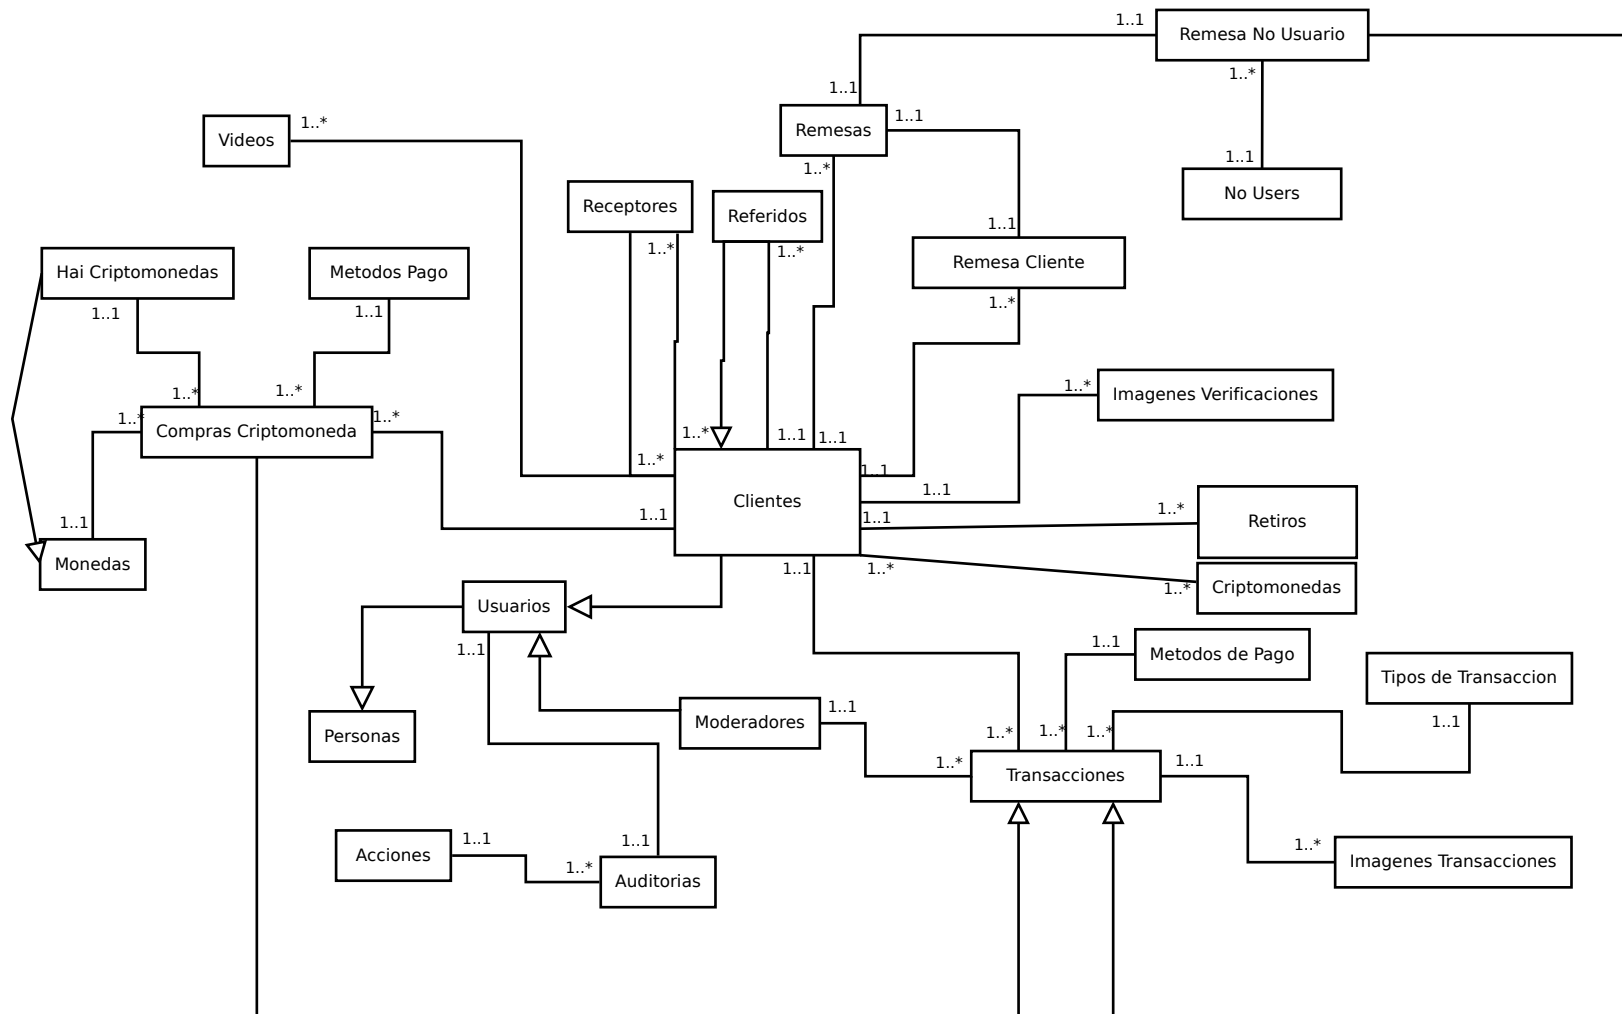 1..1
Remesa No Usuario
1..*
1..1
1..1
Remesas
1..*
1..1
No Users
Videos
1..*
Receptores
1..*
Referidos
1..*
1..1
Remesa Cliente
1..*
Hai Criptomonedas
1..1
Metodos Pago
1..1
1..*
1..*
1..*
Compras Criptomoneda
1..*
1..*
Imagenes Verificaciones
1..*
1..1
1..1
1..*
1..1
1..1
Clientes
1..1
1..1
1..*
Retiros
1..1
Monedas
1..1
1..*
1..*
Criptomonedas
Usuarios
1..1
1..1
Metodos de Pago
Tipos de Transaccion
1..1
Personas
Moderadores
1..1
1..*
1..*
1..*
1..*
Transacciones
1..1
1..*
Imagenes Transacciones
Acciones
1..1
1..1
1..*
Auditorias